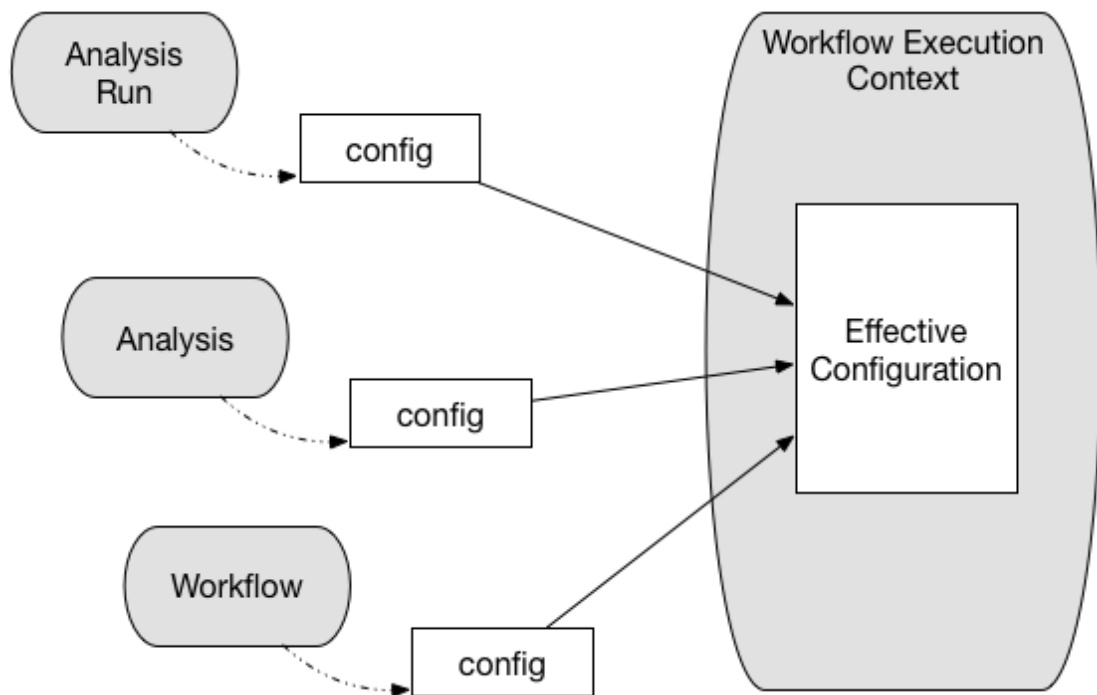 Analysis
Run
config
Workflow Execution
Context
Analysis
config
Effective
Configuration
Workflow
config